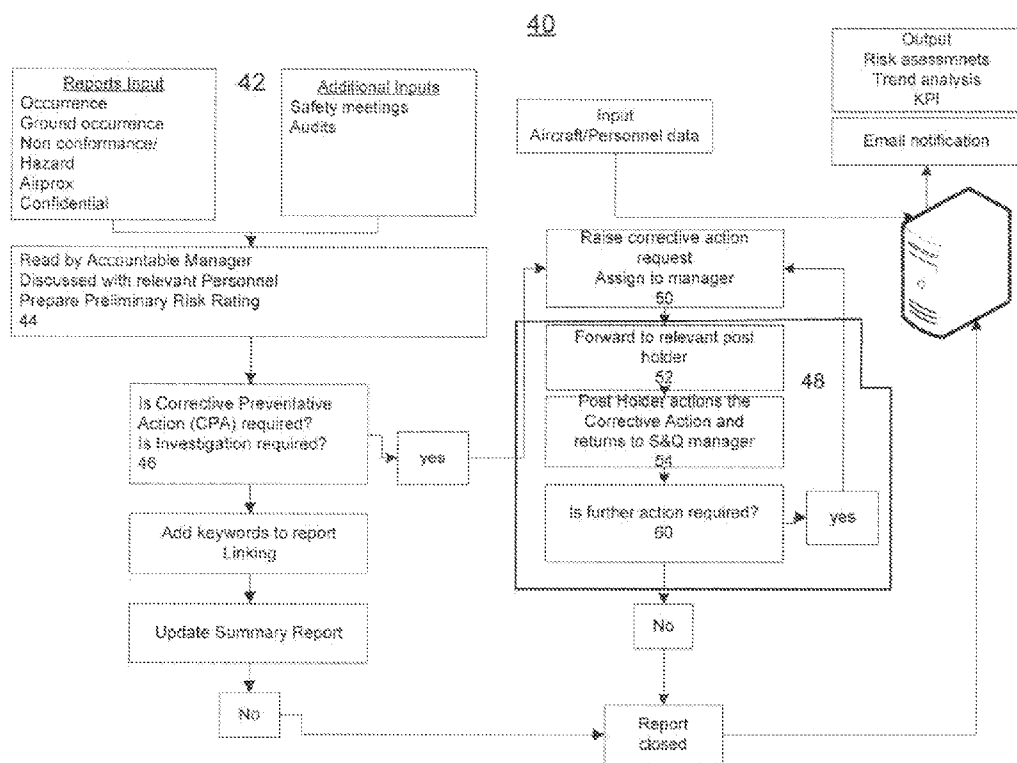 40
Reports Input
Occurrence
Ground occurrence
Non conformance/
Hazard
Airprox
Confidential
42
Additional Inputs
Safety meetings
Audits
Input
Aircraft/Personnel data
Output
Risk asessmnets
Trend analysis
KPI
Email notification
Read by Accountable Manager
Discussed with relevant Personnel
Prepare Preliminary Risk Rating
44
Raise corrective action
request
Assign to manager
50
Forward to relevant post
holder
52
48
Post Holder actions the
Corrective Action and
returns to S&Q manager
54
Is Corrective Preventative
Action (CPA) required?
Is Investigation required?
46
yes
Is further action required?
60
yes
Add keywords to report
Linking
Update Summary Report
No
No
Report
closed